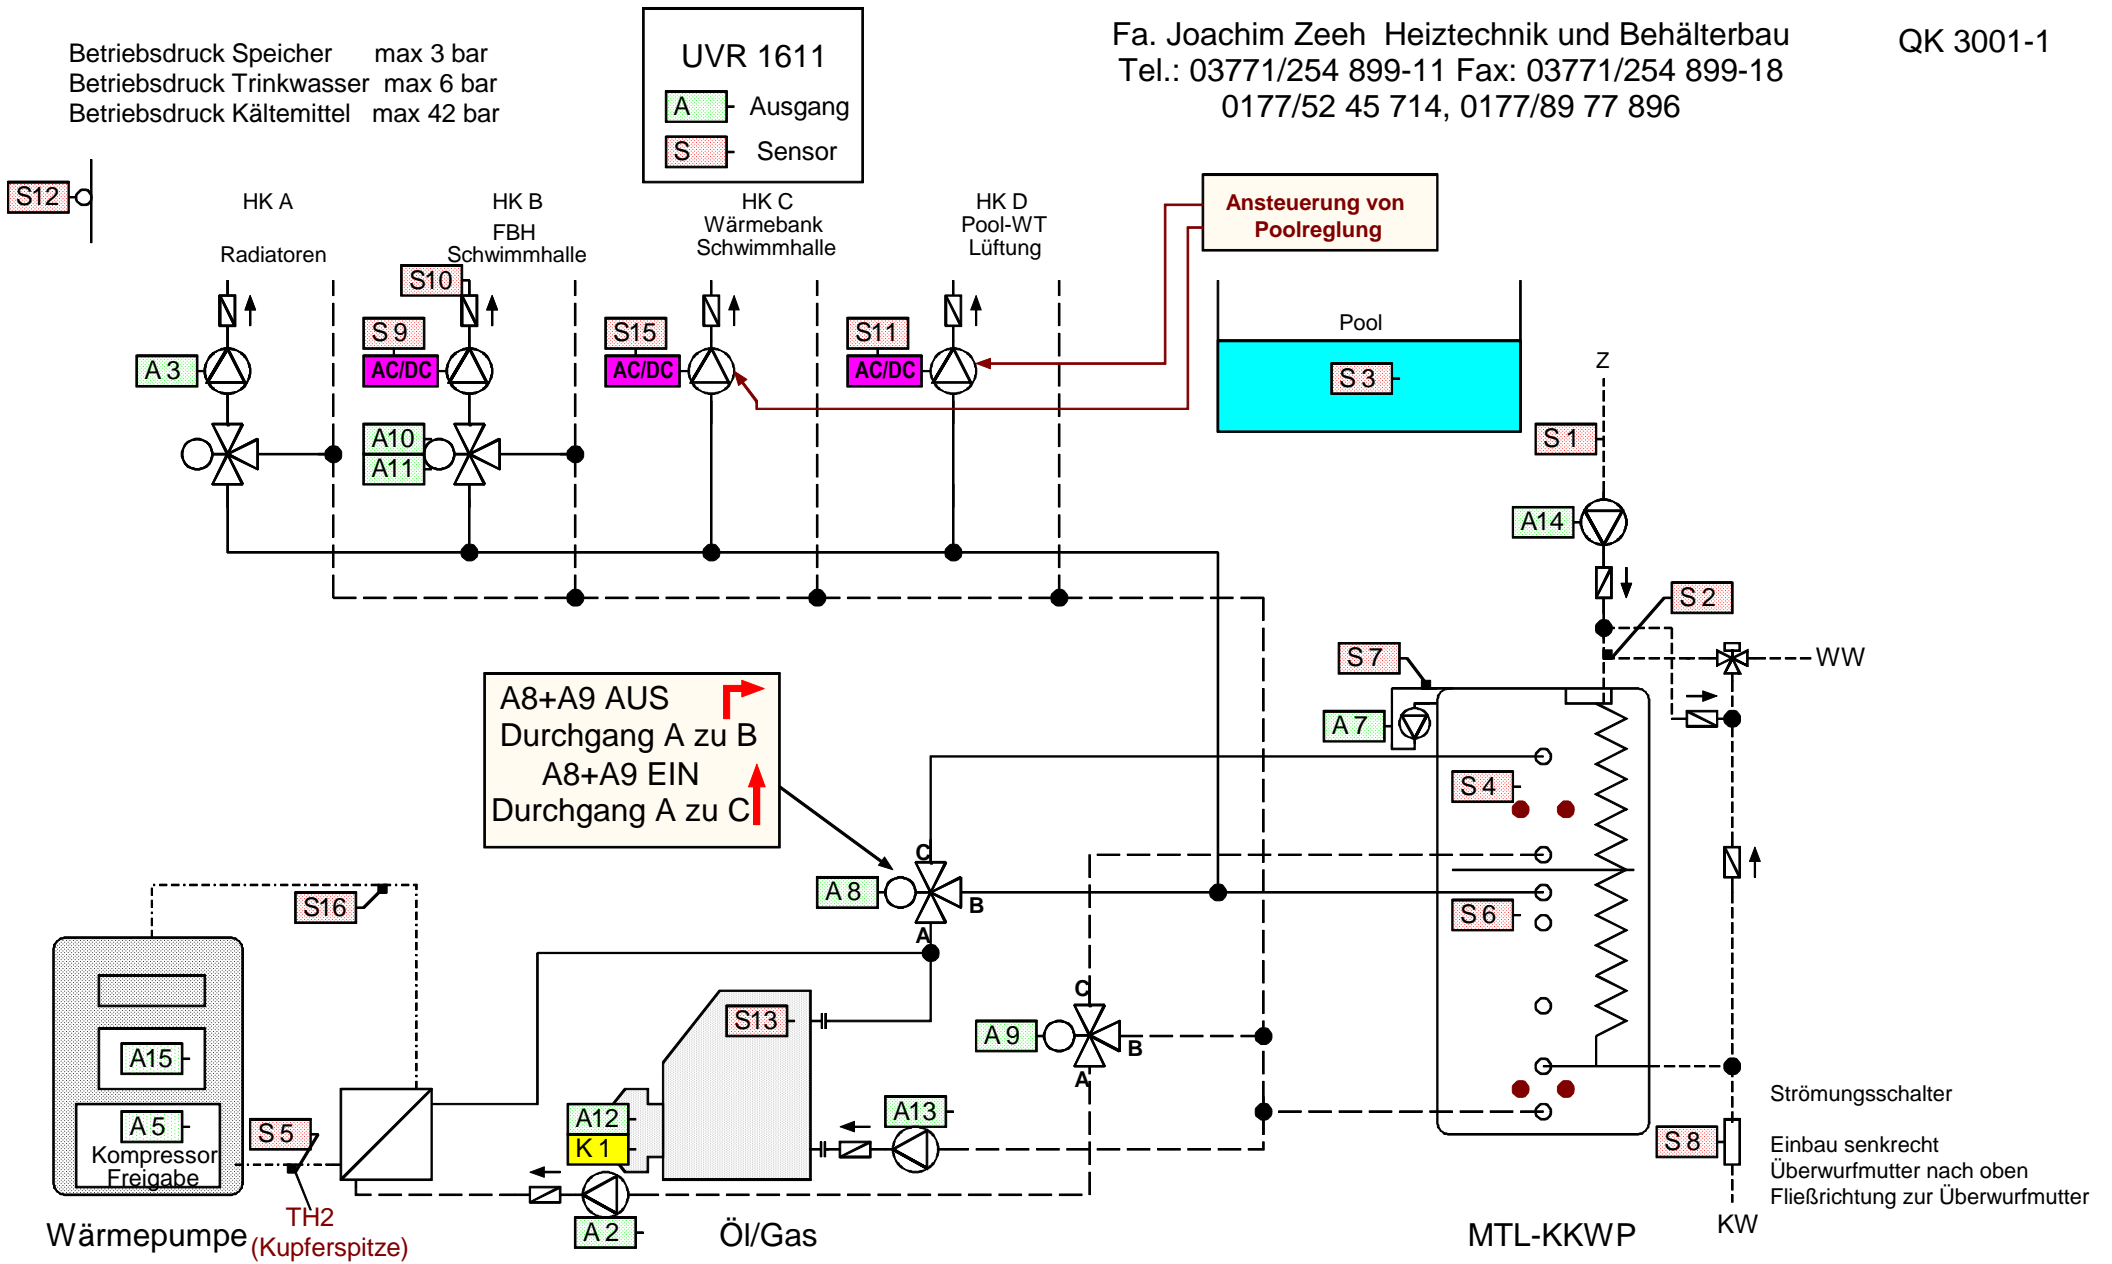 Betriebsdruck Speicher max 3 bar
Betriebsdruck Trinkwasser max 6 bar
Betriebsdruck Kältemittel max 42 bar
UVR 1611
A Ausgang
S Sensor
Fa. Joachim Zeeh Heiztechnik und Behälterbau
Tel.: 03771/254 899-11 Fax: 03771/254 899-18
0177/52 45 714, 0177/89 77 896
QK 3001-1
S12
HK A
Radiatoren
HK B
FBH
Schwimmhalle
HK C
Wärmebank
Schwimmhalle
HK D
Pool-WT
Lüftung
Ansteuerung von
Poolreglung
S10
S 9
S15
S11
A 3
AC/DC
AC/DC
AC/DC
Pool
S 3
Z
S 1
A10
A11
A14
S 2
S 7
WW
A 7
A8+A9 AUS
Durchgang A zu B
A8+A9 EIN
Durchgang A zu C
S 4
C
A 8
B
A
S16
S 6
S13
C
A 9
B
A
A15
A 5
Kompressor
Freigabe
S 5
A12
K 1
A13
Strömungsschalter
S 8
Einbau senkrecht
Überwurfmutter nach oben
Fließrichtung zur Überwurfmutter
TH2
(Kupferspitze)
Wärmepumpe
A 2
Öl/Gas
MTL-KKWP
KW